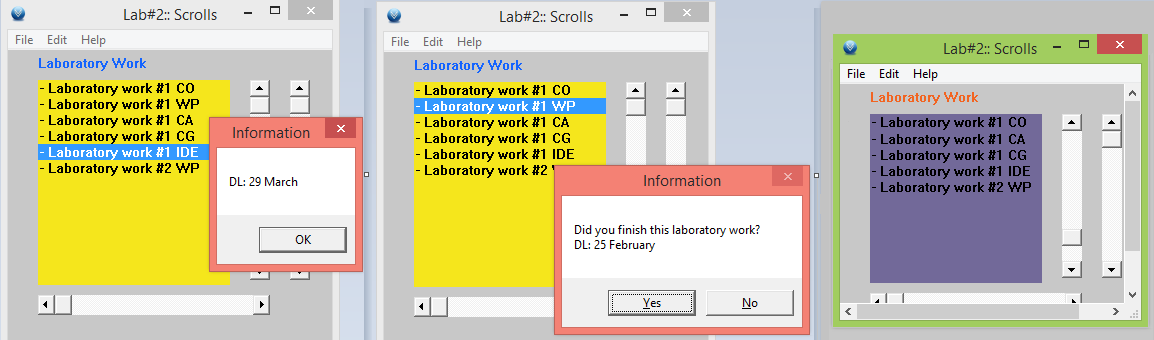 Lab#2:: Scrolls
File Edit Help
Laboratory Work
- Laboratory work #1 CO
- Laboratory work #1 WP
- Laboratory work #1 CA
- Laboratory work #1 CG
- Laboratory work #1 IDE
- Laboratory work #2 WP
Information
DL: 29 March
OK
Lab#2:: Scrolls
File Edit Help
Laboratory Work
- Laboratory work #1 CO
- Laboratory work #1 WP
- Laboratory work #1 CA
- Laboratory work #1 CG
- Laboratory work #1 IDE
- Laboratory work #2
Information
Did you finish this laboratory work?
DL: 25 February
Yes No
Lab#2:: Scrolls
File Edit Help
Laboratory Work
- Laboratory work #1 CO
- Laboratory work #1 CA
- Laboratory work #1 CG
- Laboratory work #1 IDE
- Laboratory work #2 WP